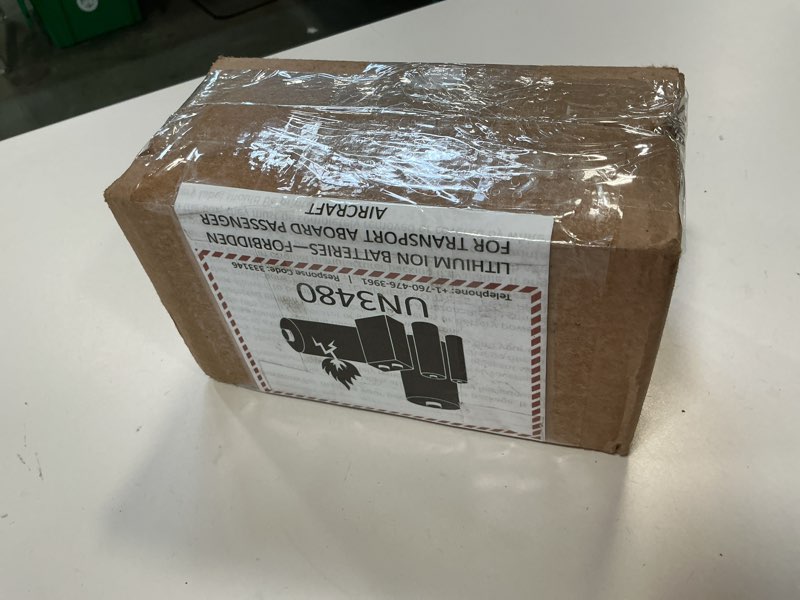 UN3480
Telephone: +1-760-476-3961 | Response Code: 333146
LITHIUM ION BATTERIES—FORBIDDEN
FOR TRANSPORT ABOARD PASSENGER
AIRCRAFT